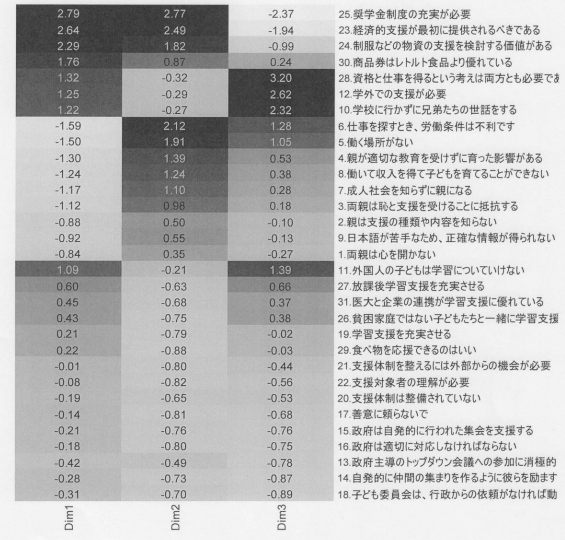 2.79 2.77 -2.37 25.奨学金制度の充実が必要
2.64 2.49 -1.94 23.経済的支援が最初に提供されるべきである
2.29 1.82 -0.99 24.制服などの物資の支援を検討する価値がある
1.76 0.87 0.24 30.商品券はレトルト食品より優れている
1.32 -0.32 3.20 28.資格と仕事を得るという考えは両方とも必要であ
1.25 -0.29 2.62 12.学外での支援が必要
1.22 -0.27 2.32 10.学校に行かずに兄弟たちの世話をする
-1.59 2.12 1.28 6.仕事を探すとき、労働条件は不利です
-1.50 1.91 1.05 5.働く場所がない
-1.30 1.39 0.53 4.親が適切な教育を受けずに育った影響がある
-1.24 1.24 0.38 8.働いて収入を得て子どもを育てることができない
-1.17 1.10 0.28 7.成人社会を知らずに親になる
-1.12 0.98 0.18 3.両親は恥と支援を受けることに抵抗する
-0.88 0.50 -0.10 2.親は支援の種類や内容を知らない
-0.92 0.55 -0.13 9.日本語が苦手なため、正確な情報が得られない
-0.84 0.35 -0.27 1.両親は心を開かない
1.09 -0.21 1.39 11.外国人の子どもは学習についていけない
0.60 -0.63 0.66 27.放課後学習支援を充実させる
0.45 -0.68 0.37 31.医大と企業の連携が学習支援に優れている
0.43 -0.75 0.38 26.貧困家庭ではない子どもたちと一緒に学習支援
0.21 -0.79 -0.02 19.学習支援を充実させる
0.22 -0.88 -0.03 29.食べ物を応援できるのはいい
-0.01 -0.80 -0.44 21.支援体制を整えるには外部からの機会が必要
-0.08 -0.82 -0.56 22.支援対象者の理解が必要
-0.19 -0.65 -0.53 20.支援体制は整備されていない
-0.14 -0.81 -0.68 17.善意に頼らないで
-0.21 -0.76 -0.76 15.政府は自発的に行われた集会を支援する
-0.18 -0.80 -0.75 16.政府は適切に対応しなければならない
-0.42 -0.49 -0.78 13.政府主導のトップダウン会議への参加に消極的
-0.28 -0.73 -0.87 14.自発的に仲間の集まりを作るように彼らを励ます
-0.31 -0.70 -0.89 18.子ども委員会は、行政からの依頼がなければ動
Dim1 Dim2 Dim3